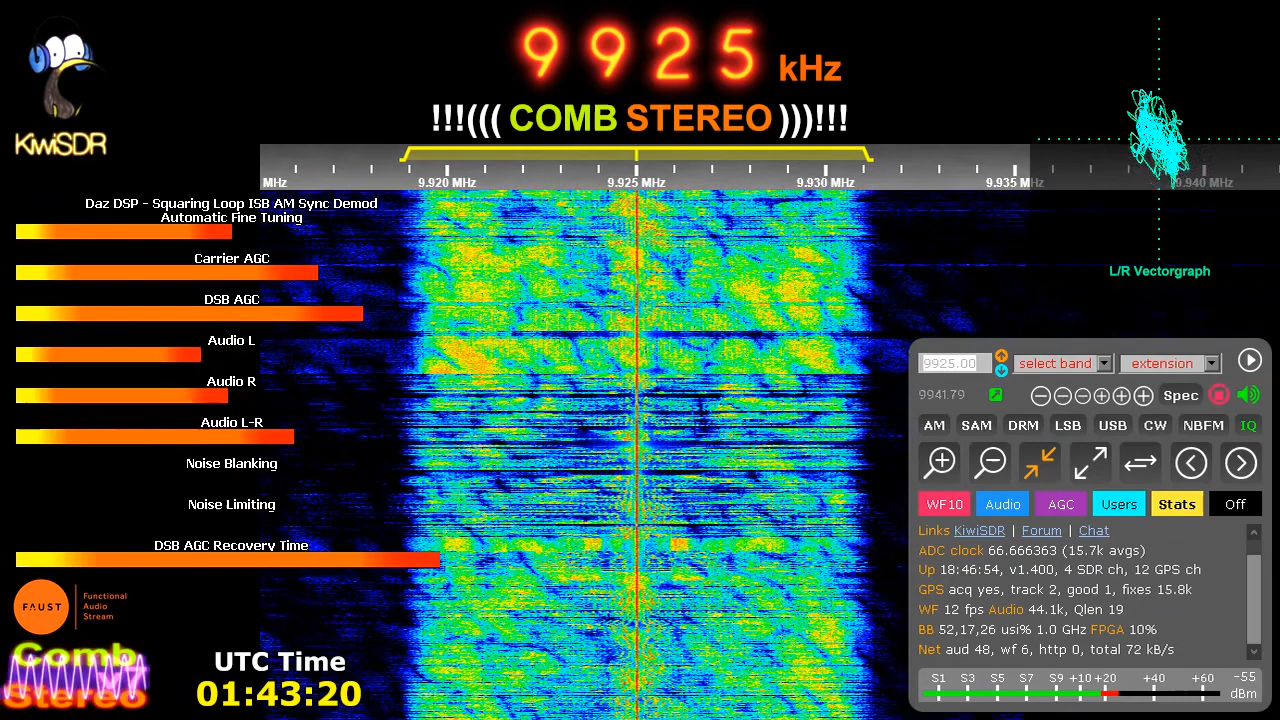 9925 kHz
!!!((( COMB STEREO )))!!!
KiwiSDR
MHz 9.920 MHz 9.925 MHz 9.930 MHz 9.935 MHz 9.940 MHz
Daz DSP - Squaring Loop ISB AM Sync Demod
Automatic Fine Tuning
Carrier AGC
DSB AGC
Audio L
Audio R
Audio L-R
Noise Blanking
Noise Limiting
DSB AGC Recovery Time
FAUST
Functional
Audio
Stream
Comb
Stereo
UTC Time
01:43:20
L/R Vectorgraph
9925.00 select band extension
9941.79 Spec
AM SAM DRM LSB USB CW NBFM IQ
WF10 Audio AGC Users Stats Off
Links KiwiSDR | Forum | Chat
ADC clock 66.666363 (15.7k avgs)
Up 18:46:54, v1.400, 4 SDR ch, 12 GPS ch
GPS acq yes, track 2, good 1, fixes 15.8k
WF 12 fps Audio 44.1k, Qlen 19
BB 52,17,26 usi% 1.0 GHz FPGA 10%
Net aud 48, wf 6, http 0, total 72 kB/s
S1 S3 S5 S7 S9 +10 +20 +40 +60 -55
dBm